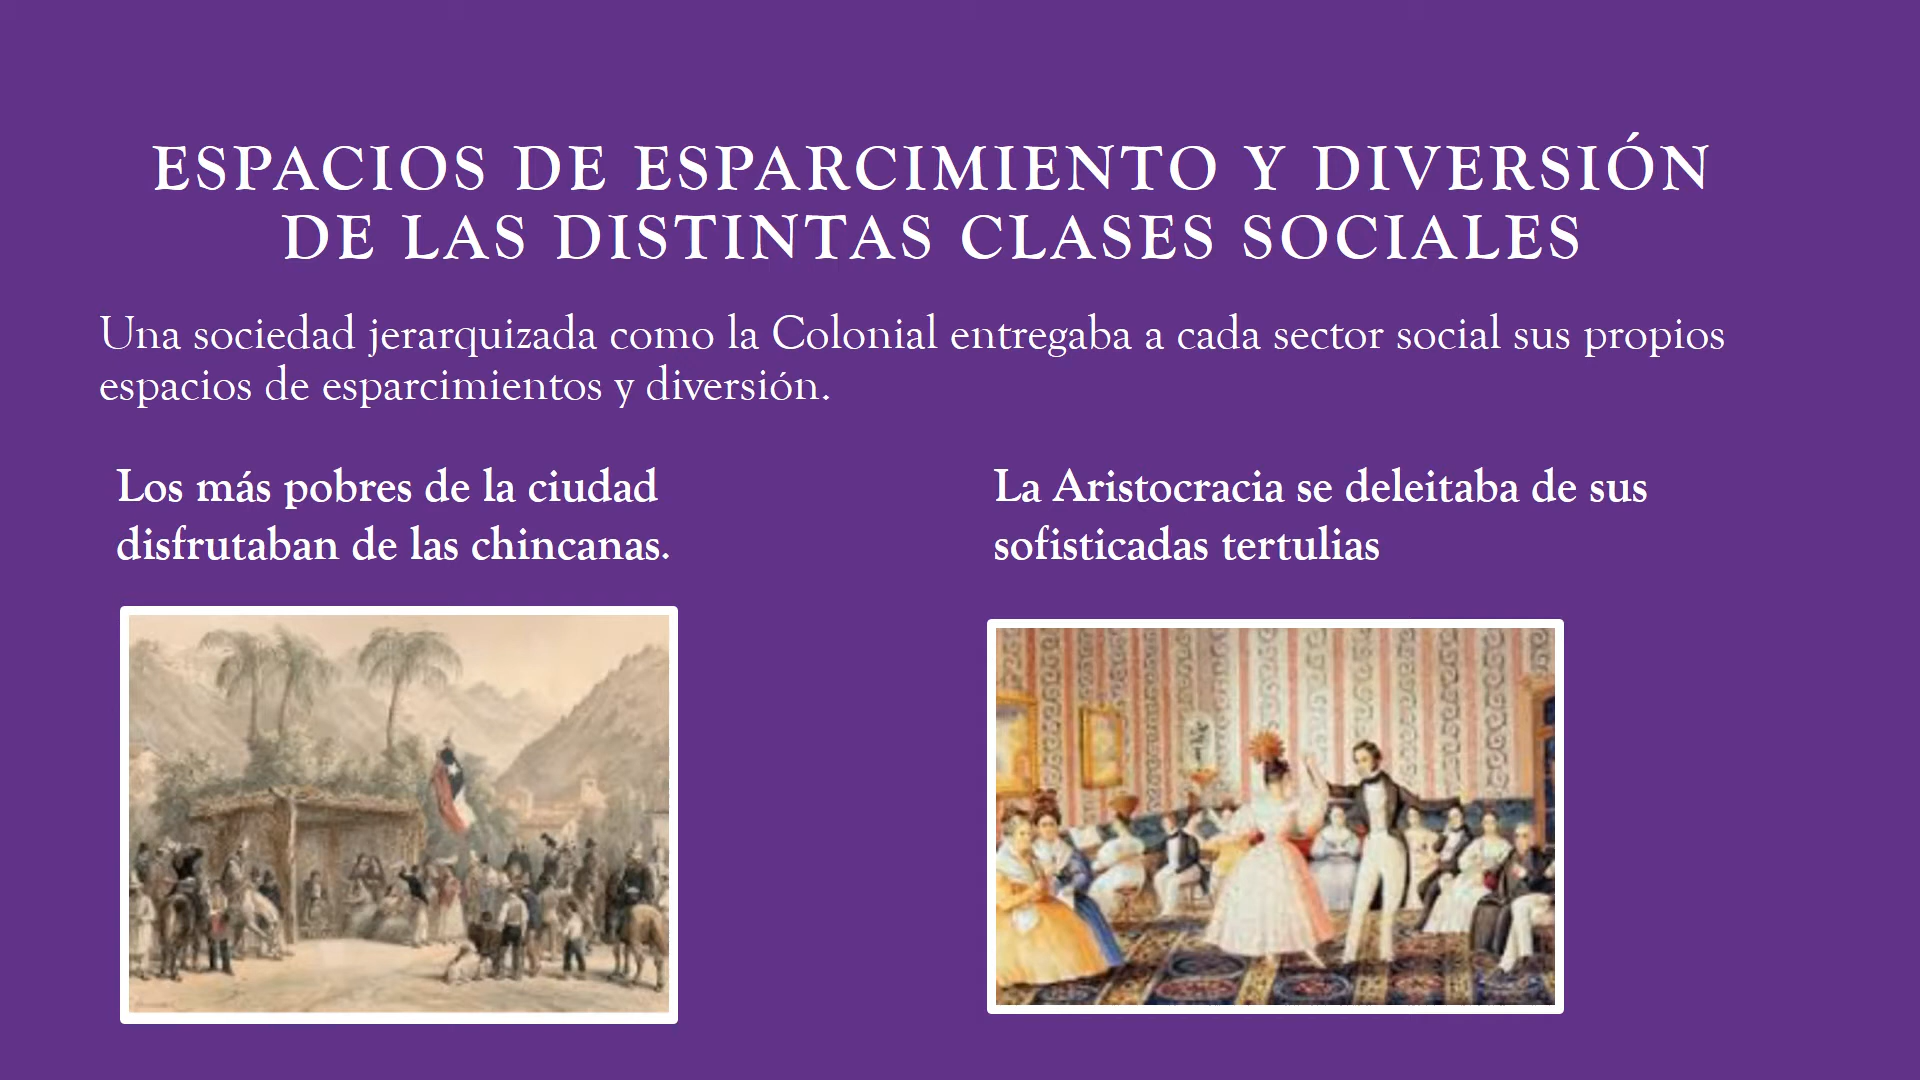 ESPACIOS DE ESPARCIMIENTO Y DIVERSIÓN
DE LAS DISTINTAS CLASES SOCIALES
Una sociedad jerarquizada como la Colonial entregaba a cada sector social sus propios
espacios de esparcimientos y diversión.
Los más pobres de la ciudad
disfrutaban de las chincanas.
La Aristocracia se deleitaba de sus
sofisticadas tertulias